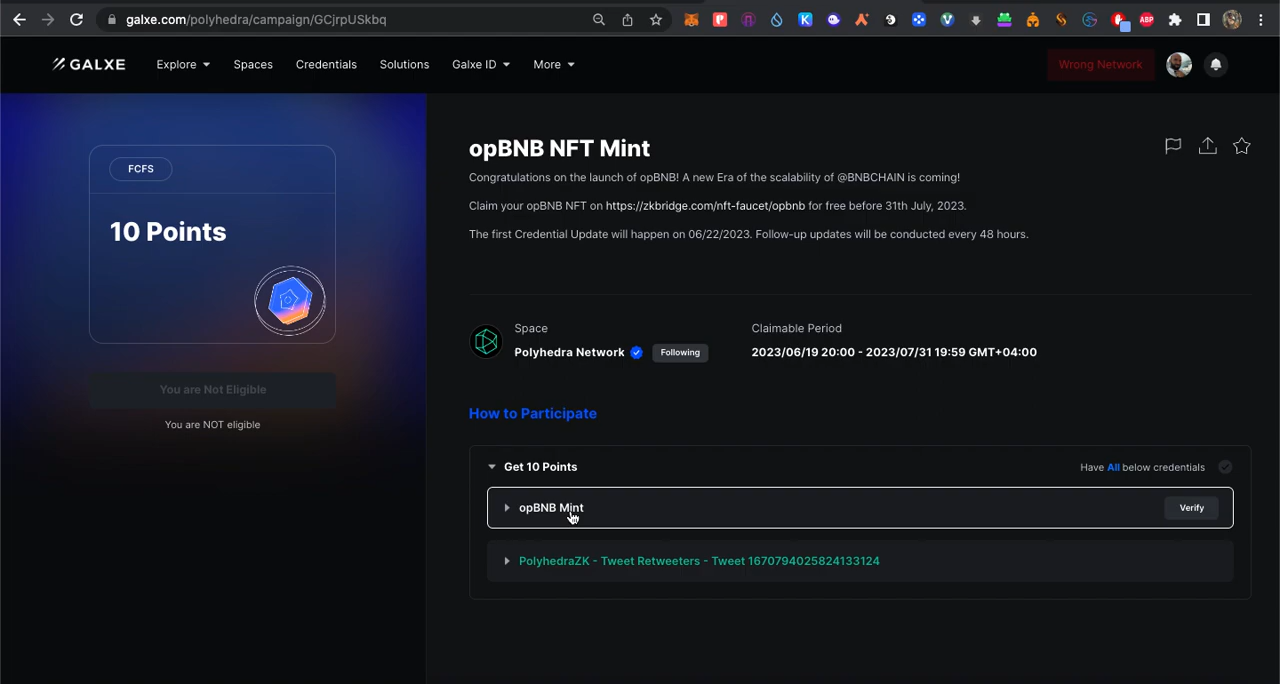 galxe.com/polyhedra/campaign/GCjrpUSkbq
ABP
GALXE
Explore
Spaces
Credentials
Solutions
Galxe ID
More
Wrong Network
FCFS
10 Points
You are Not Eligible
You are NOT eligible
opBNB NFT Mint
Congratulations on the launch of opBNB! A new Era of the scalability of @BNBCHAIN is coming!
Claim your opBNB NFT on https://zkbridge.com/nft-faucet/opbnb for free before 31th July, 2023.
The first Credential Update will happen on 06/22/2023. Follow-up updates will be conducted every 48 hours.
Space
Polyhedra Network
Following
Claimable Period
2023/06/19 20:00 - 2023/07/31 19:59 GMT+04:00
How to Participate
Get 10 Points
Have All below credentials
opBNB Mint
Verify
PolyhedraZK - Tweet Retweeters - Tweet 1670794025824133124